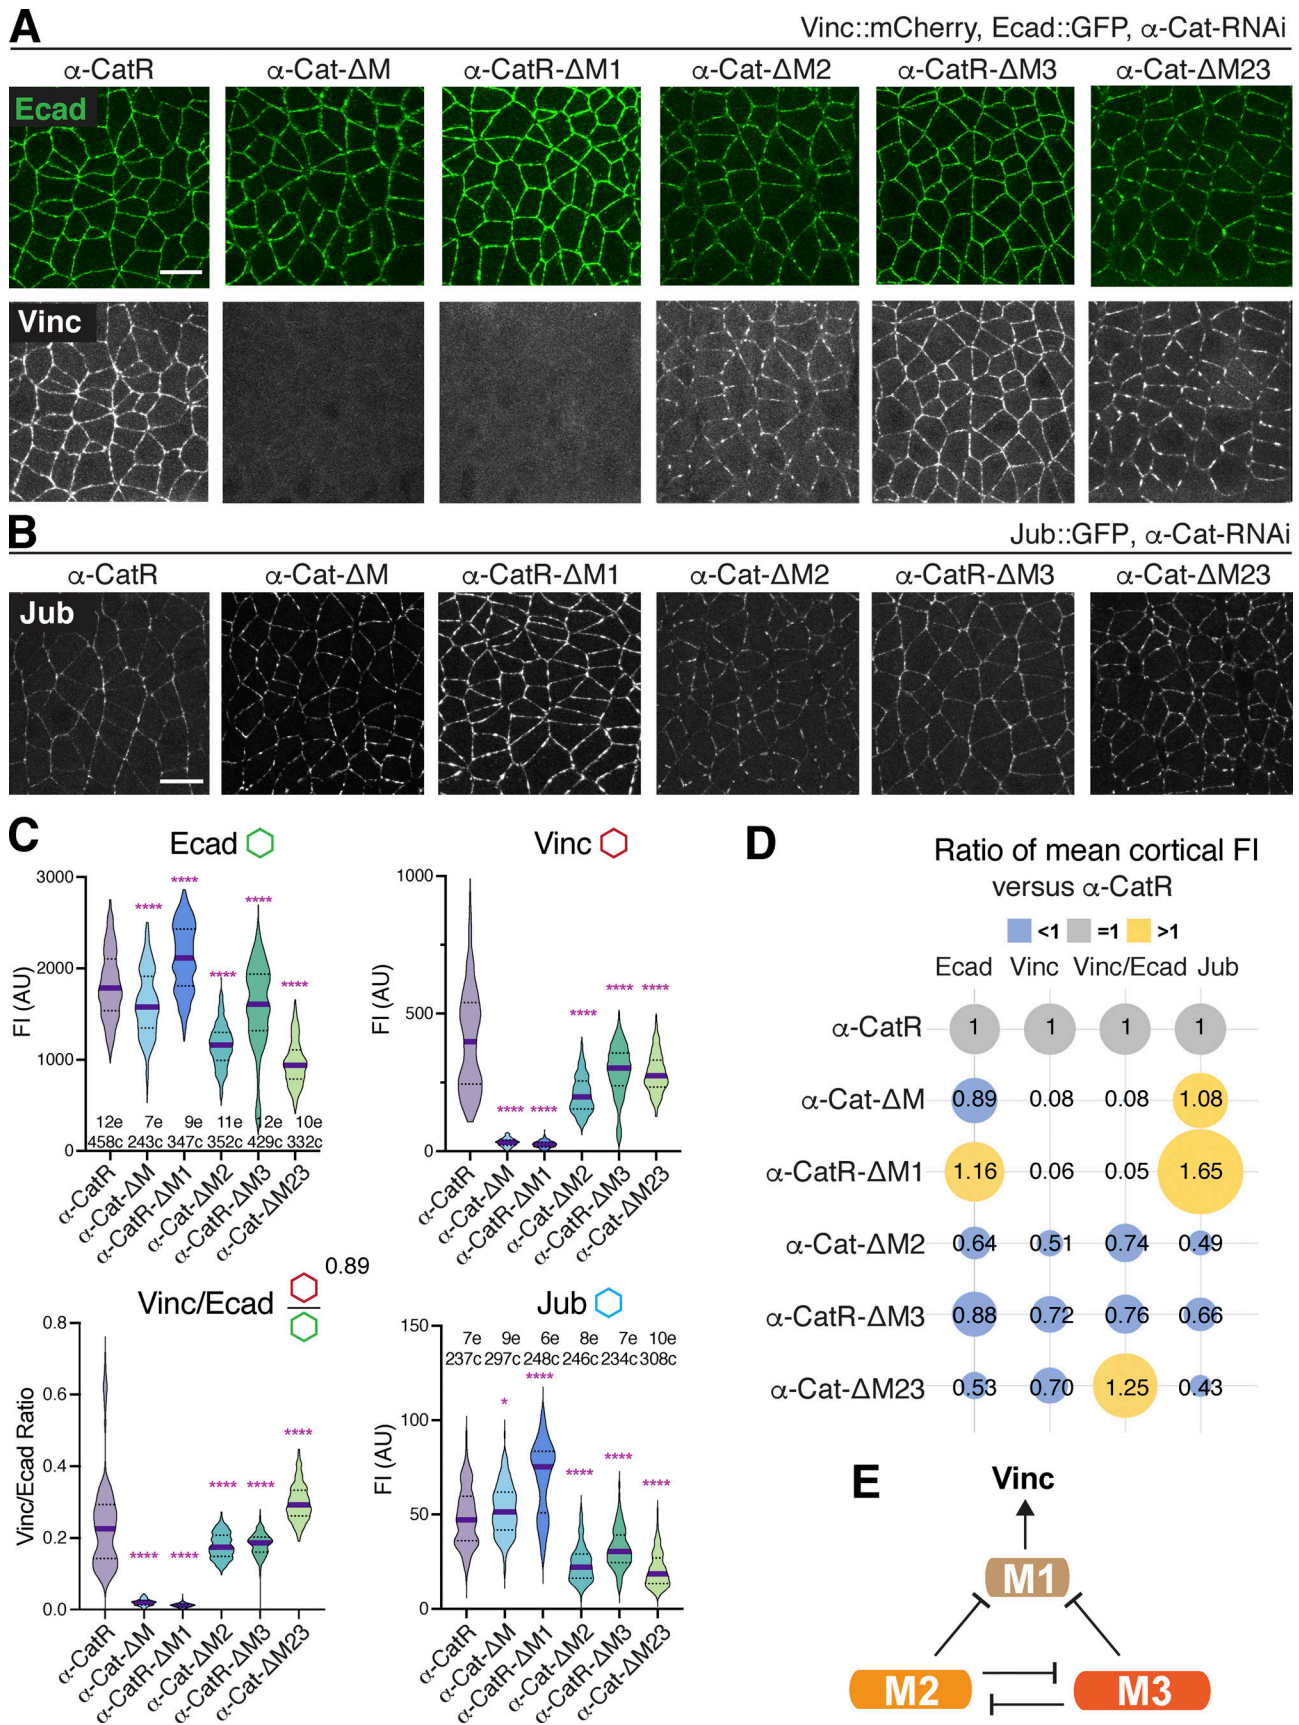 A
Vinc::mCherry, Ecad::GFP, α-Cat-RNAi
α-CatR α-Cat-ΔM α-CatR-ΔM1 α-Cat-ΔM2 α-CatR-ΔM3 α-Cat-ΔM23
Ecad
Vinc
B
Jub::GFP, α-Cat-RNAi
α-CatR α-Cat-ΔM α-CatR-ΔM1 α-Cat-ΔM2 α-CatR-ΔM3 α-Cat-ΔM23
Jub
C
Ecad
FI (AU)
3000
2000
1000
0
**** **** **** **** ****
12e 7e 9e 11e 12e 10e
458c 243c 347c 352c 429c 332c
α-CatR α-Cat-ΔM α-CatR-ΔM1 α-Cat-ΔM2 α-CatR-ΔM3 α-Cat-ΔM23
Vinc
FI (AU)
1000
500
0
**** **** **** **** ****
α-CatR α-Cat-ΔM α-CatR-ΔM1 α-Cat-ΔM2 α-CatR-ΔM3 α-Cat-ΔM23
Vinc/Ecad
0.89
Vinc/Ecad Ratio
0.8
0.6
0.4
0.2
0.0
**** **** **** **** ****
α-CatR α-Cat-ΔM α-CatR-ΔM1 α-Cat-ΔM2 α-CatR-ΔM3 α-Cat-ΔM23
Jub
FI (AU)
150
100
50
0
7e 9e 6e 8e 7e 10e
237c 297c 248c 246c 234c 308c
* **** **** **** ****
α-CatR α-Cat-ΔM α-CatR-ΔM1 α-Cat-ΔM2 α-CatR-ΔM3 α-Cat-ΔM23
D
Ratio of mean cortical FI
versus α-CatR
<1 =1 >1
Ecad Vinc Vinc/Ecad Jub
α-CatR 1 1 1 1
α-Cat-ΔM 0.89 0.08 0.08 1.08
α-CatR-ΔM1 1.16 0.06 0.05 1.65
α-Cat-ΔM2 0.64 0.51 0.74 0.49
α-CatR-ΔM3 0.88 0.72 0.76 0.66
α-Cat-ΔM23 0.53 0.70 1.25 0.43
E
Vinc
M1
M2 M3